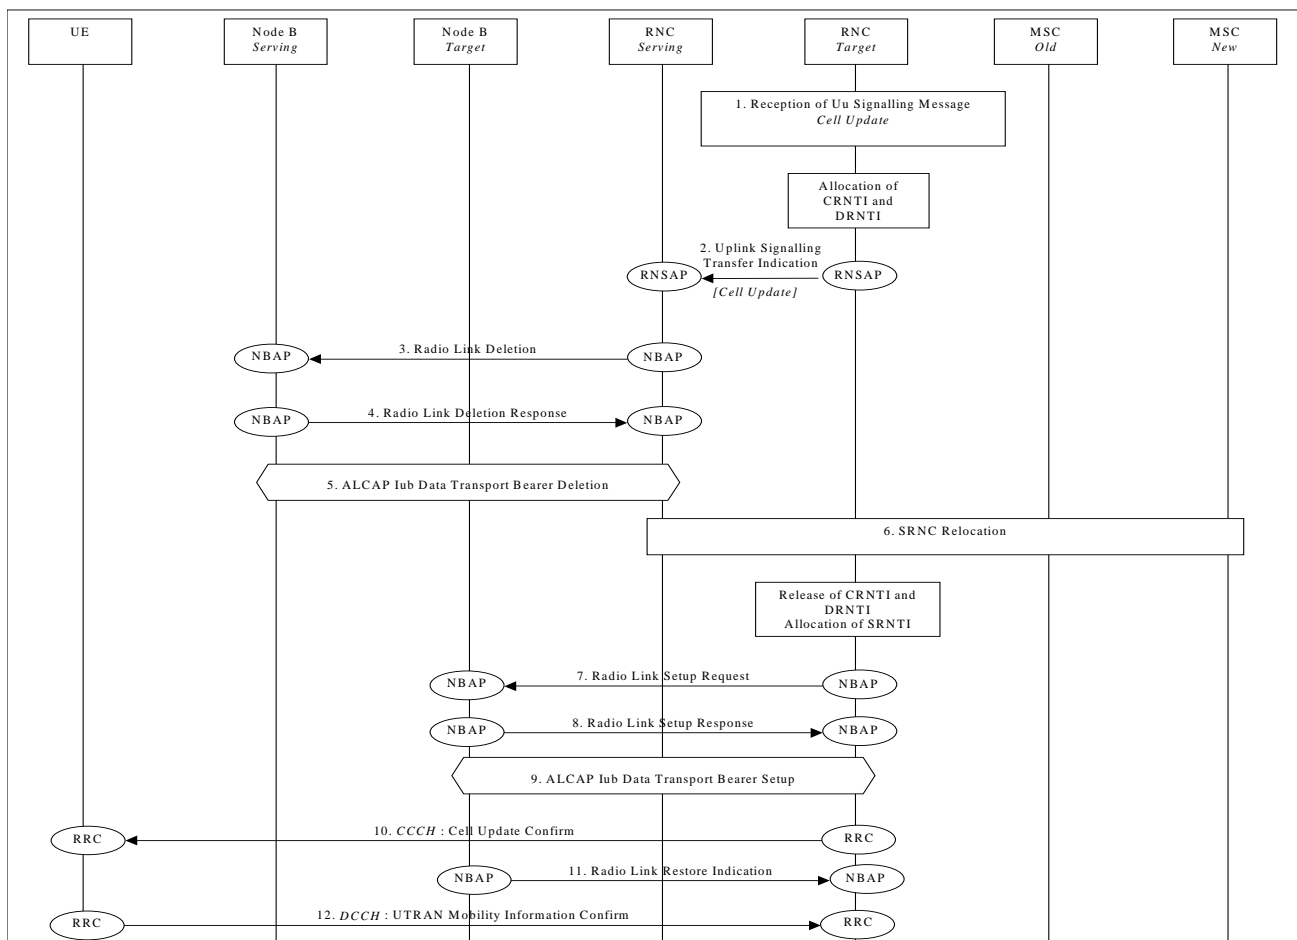 UE
Node B
Serving
Node B
Target
RNC
Serving
RNC
Target
MSC
Old
MSC
New
1. Reception of Uu Signalling Message
Cell Update
Allocation of
CRNTI and
DRNTI
2. Uplink Signalling
Transfer Indication
RNSAP
RNSAP
[Cell Update]
NBAP
3. Radio Link Deletion
NBAP
NBAP
4. Radio Link Deletion Response
NBAP
5. ALCAP Iub Data Transport Bearer Deletion
6. SRNC Relocation
Release of CRNTI and
DRNTI
Allocation of SRNTI
NBAP
7. Radio Link Setup Request
NBAP
NBAP
8. Radio Link Setup Response
NBAP
9. ALCAP Iub Data Transport Bearer Setup
RRC
10. CCCH : Cell Update Confirm
RRC
NBAP
11. Radio Link Restore Indication
NBAP
RRC
12. DCCH : UTRAN Mobility Information Confirm
RRC